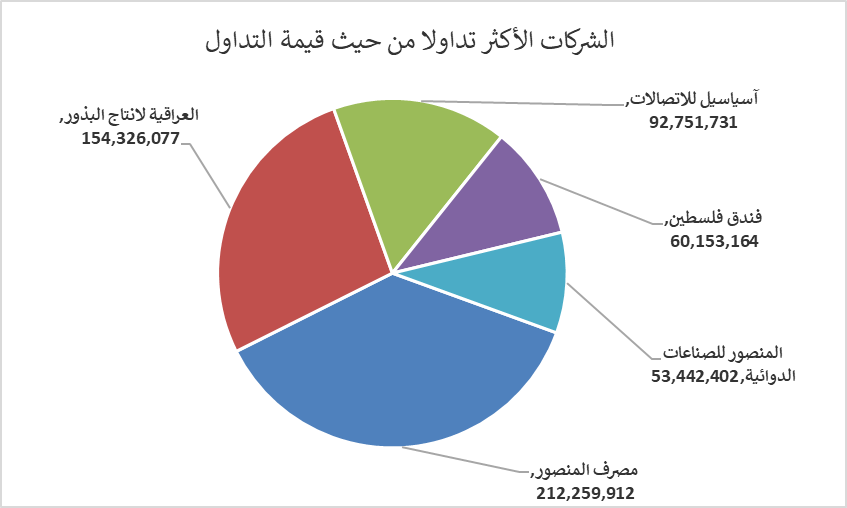 الشركات الأكثر تداولا من حيث قيمة التداول
آسياسيل للاتصالات,
92,751,731
العراقية لانتاج البذور,
154,326,077
فندق فلسطين,
60,153,164
المنصور للصناعات
الدوائية, 53,442,402
مصرف المنصور,
212,259,912